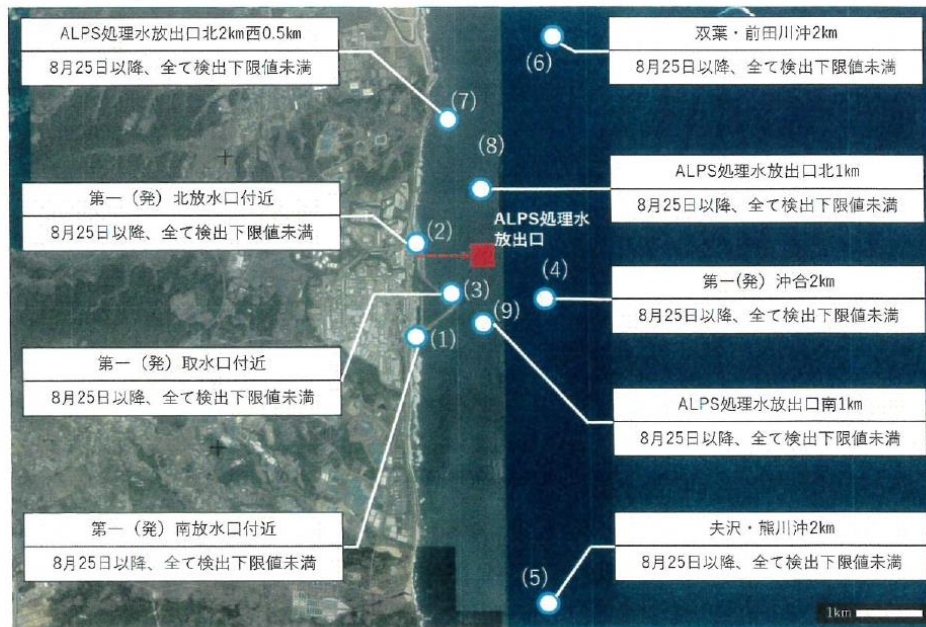 ALPS処理水放出口北2km西0.5km
8月25日以降、全て検出下限値未満
双葉・前田川沖2km
8月25日以降、全て検出下限値未満
(6)
(7)
(8)
ALPS処理水放出口北1km
8月25日以降、全て検出下限値未満
第一（発）北放水口付近
8月25日以降、全て検出下限値未満
(2)
ALPS処理水
放出口
(4)
第一(発）沖合2km
8月25日以降、全て検出下限値未満
(3)
(9)
(1)
第一（発）取水口付近
8月25日以降、全て検出下限値未満
ALPS処理水放出口南1km
8月25日以降、全て検出下限値未満
第一（発）南放水口付近
8月25日以降、全て検出下限値未満
夫沢・熊川沖2km
8月25日以降、全て検出下限値未満
(5)
1km